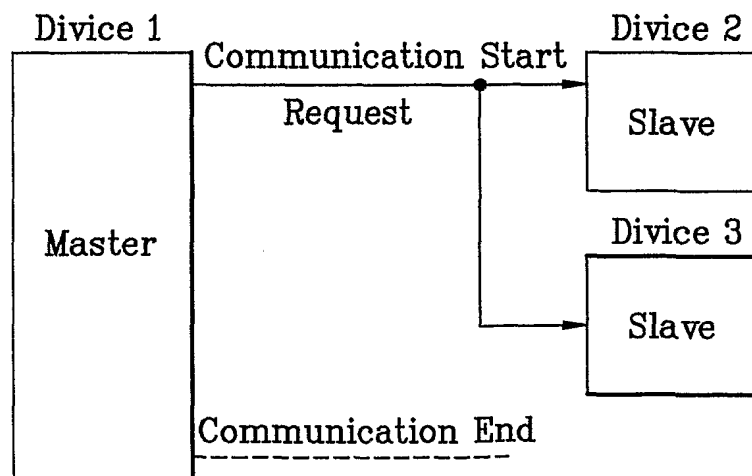 Divice 1
Divice 2
Communication Start
Request
Slave
Master
Divice 3
Slave
Communication End